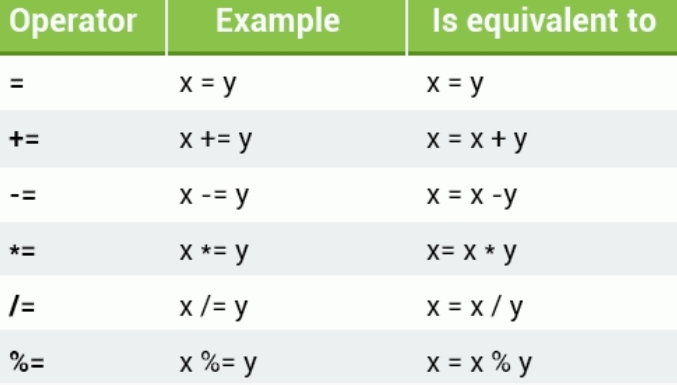 Operator Example Is equivalent to
= x = y x = y
+= x += y x = x + y
-= x -= y x = x -y
*= x *= y x= x * y
/= x /= y x = x / y
%= x %= y x = x % y